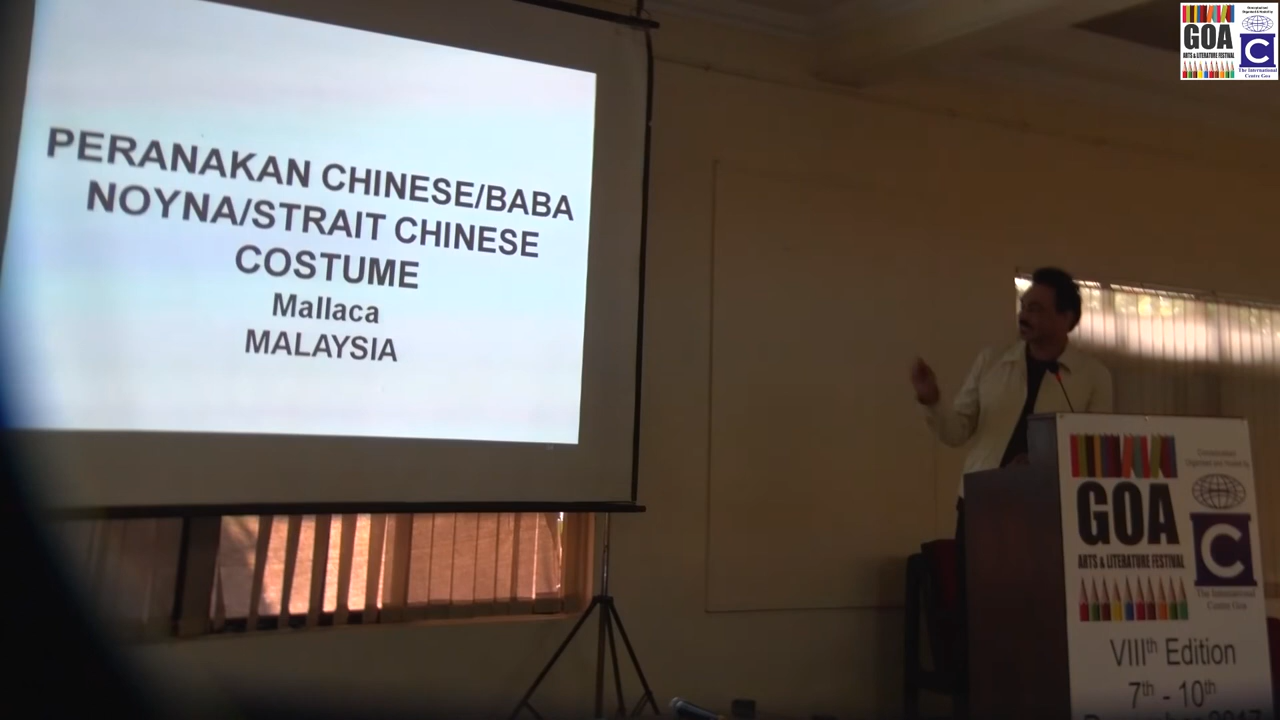 PERANAKAN CHINESE/BABA
NOYNA/STRAIT CHINESE
COSTUME
Mallaca
MALAYSIA
GOA
ARTS & LITERATURE FESTIVAL
C
The International
Centre Goa
GOA
ARTS & LITERATURE FESTIVAL
C
The International
Centre Goa
VIIIth Edition
7th - 10th